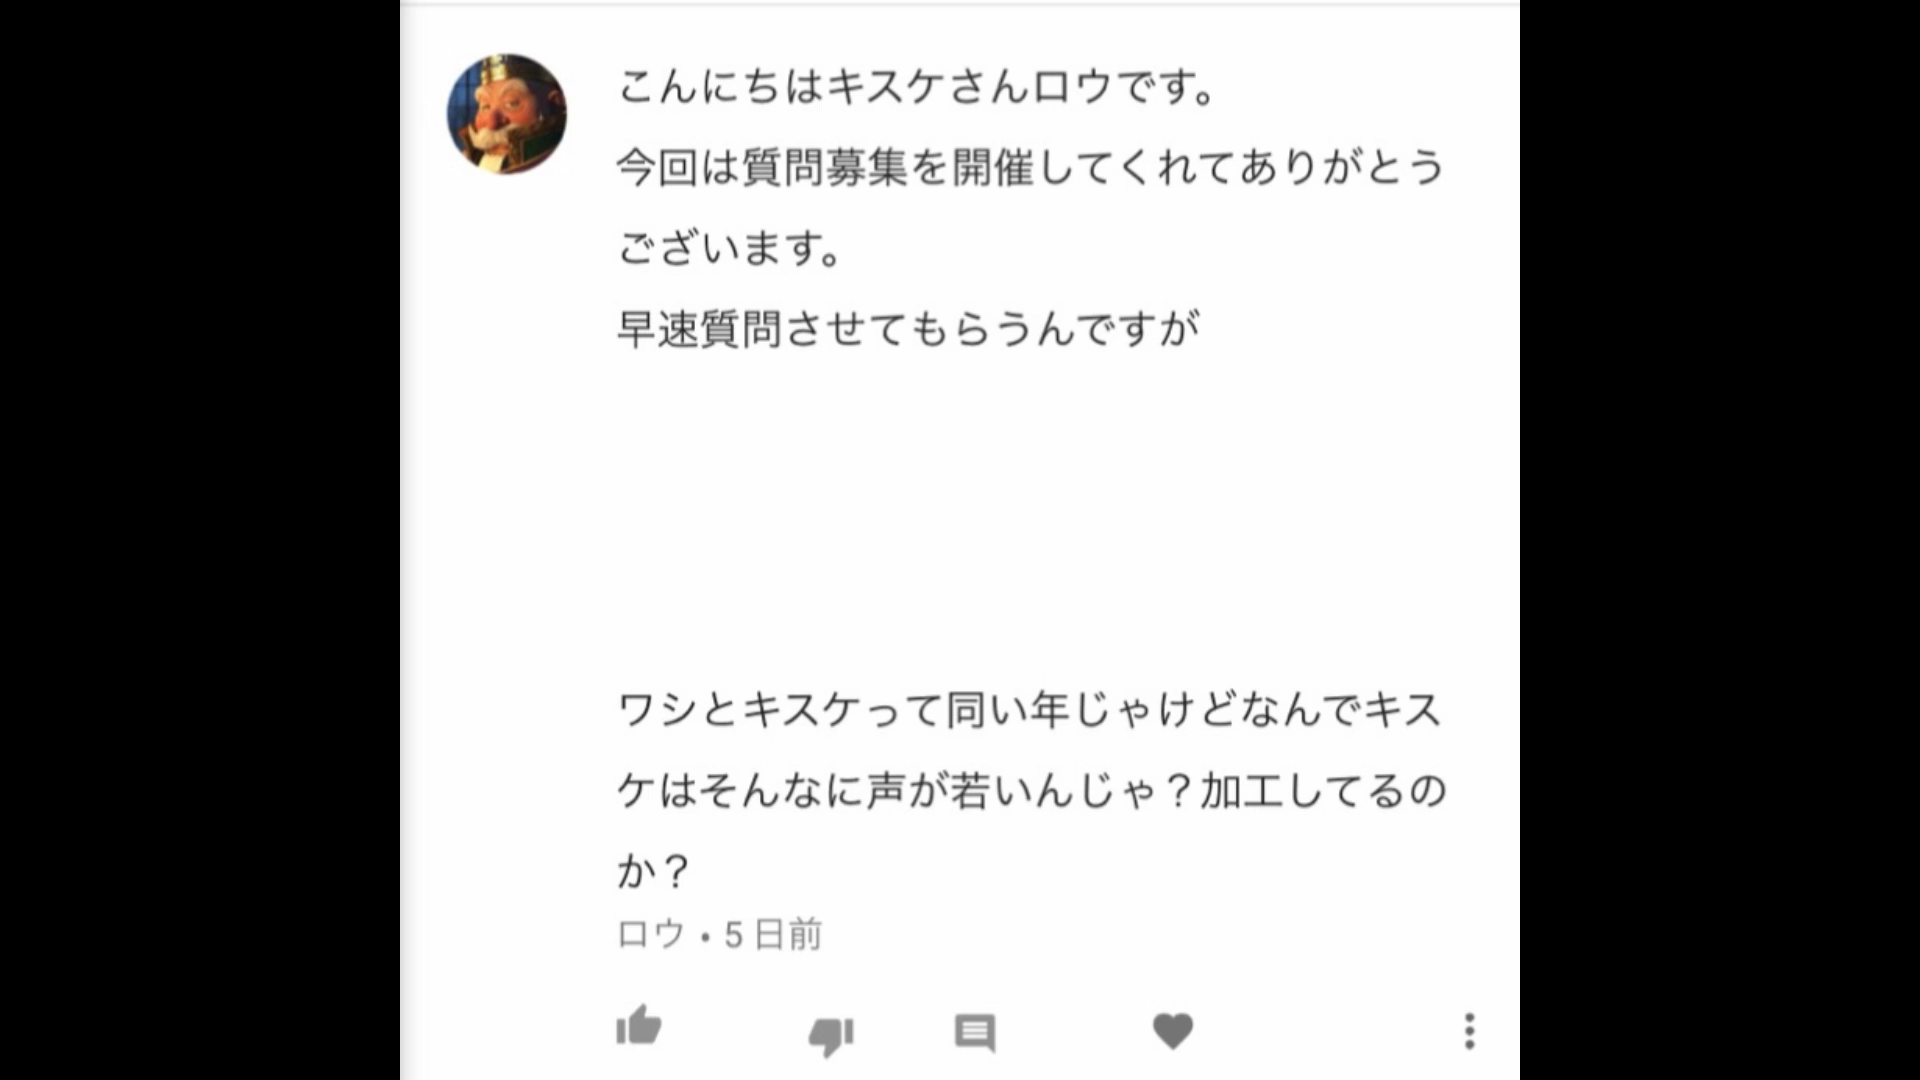 こんにちはキスケさんロウです。
今回は質問募集を開催してくれてありがとう
ございます。
早速質問させてもらうんですが
ワシとキスケって同い年じゃけどなんでキス
ケはそんなに声が若いんじゃ？加工してるの
か？
ロウ • 5 日前